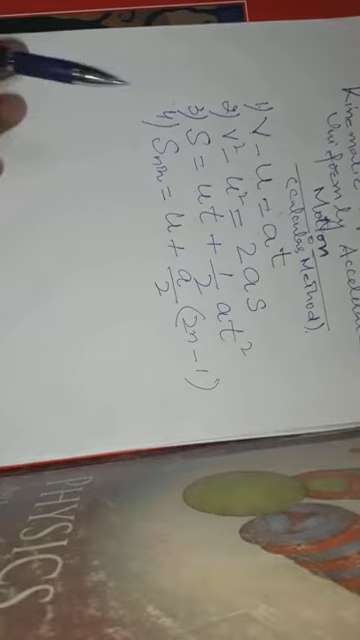 Kinematic
Uniformly Accelera
Motion
(Calculus Method).
1) V - u = at
2) V² - u² = 2as
3) S = ut + 1/2 at²
4) Snth = u + a/2 (2n - 1)
PHYSICS